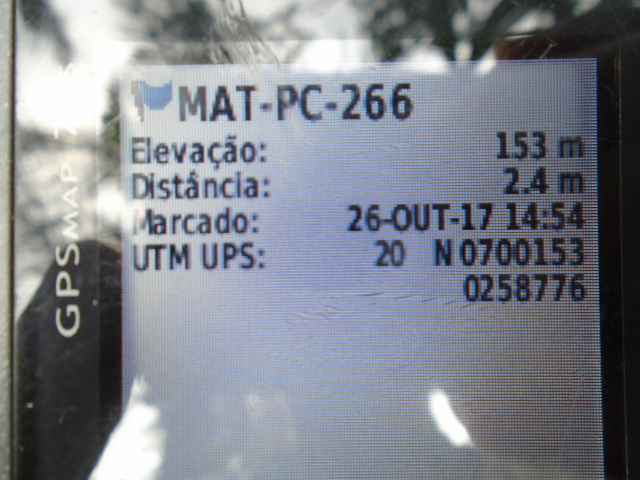 MAT-PC-266
Elevação: 153 m
Distância: 2.4 m
Marcado: 26-OUT-17 14:54
UTM UPS: 20 N 0700153
0258776
GPSMAP